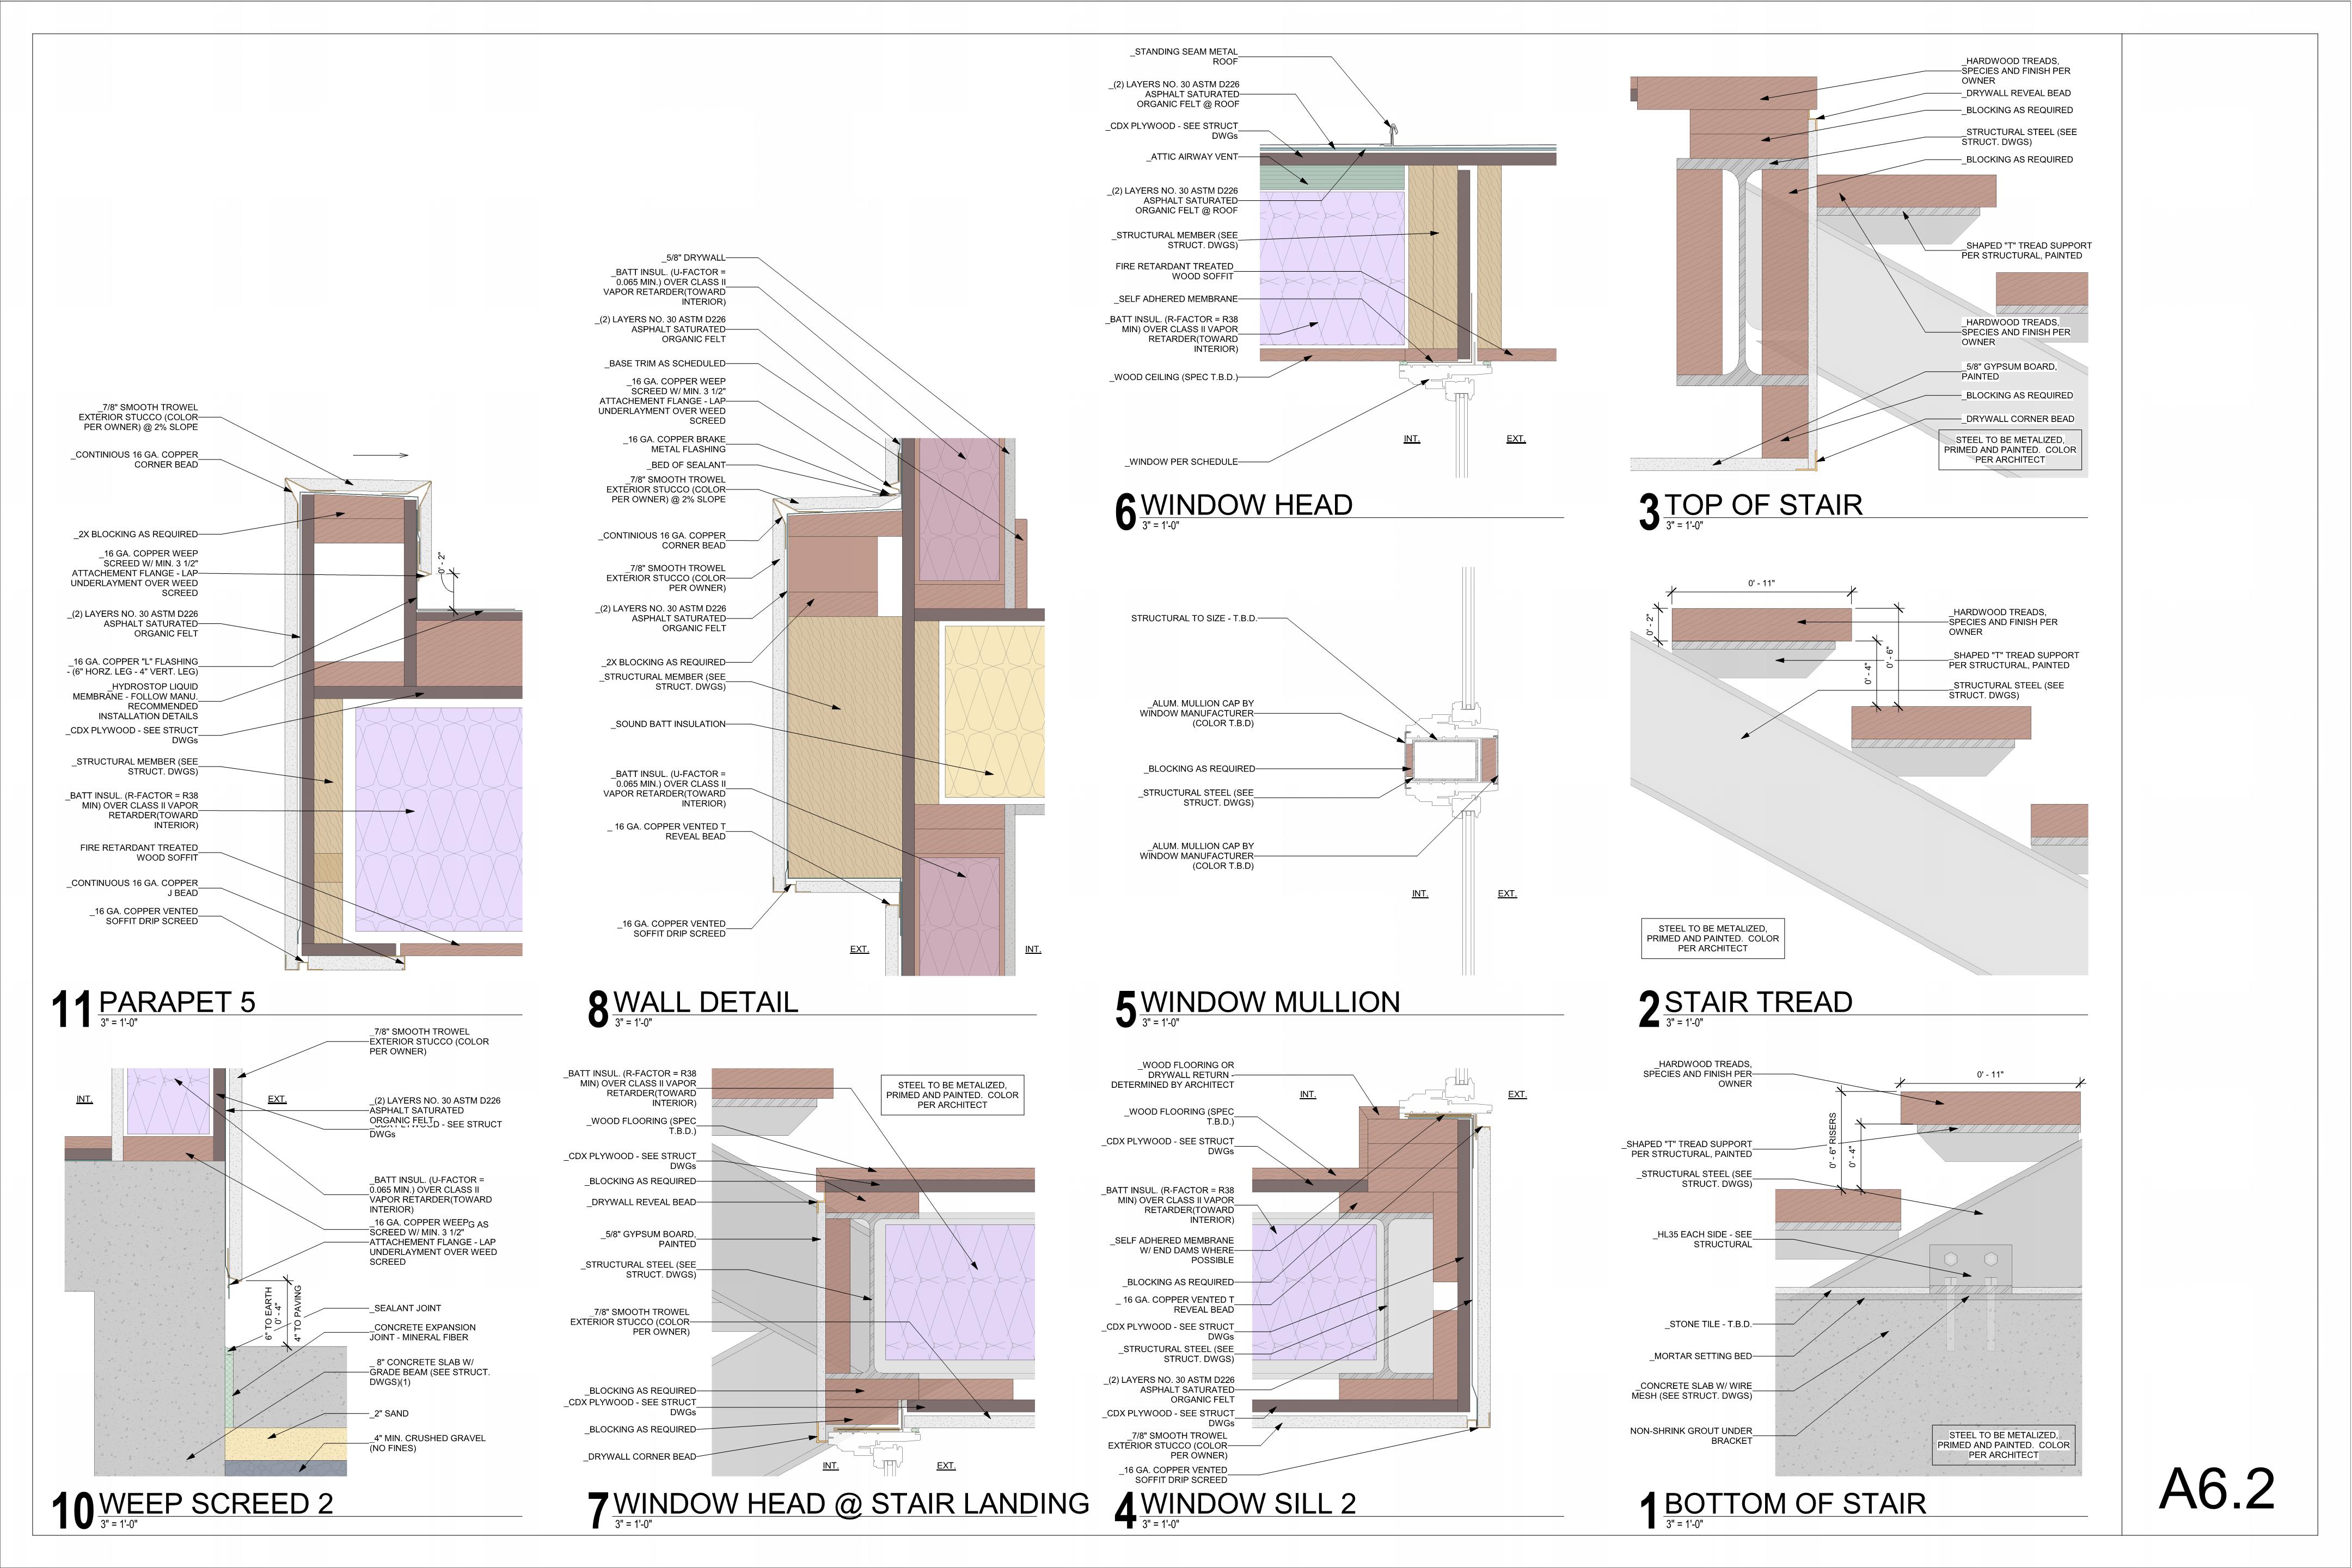 _7/8" SMOOTH TROWEL
EXTERIOR STUCCO (COLOR
PER OWNER) @ 2% SLOPE
_CONTINIOUS 16 GA. COPPER
CORNER BEAD
_2X BLOCKING AS REQUIRED
_16 GA. COPPER WEEP
SCREED W/ MIN. 3 1/2"
ATTACHEMENT FLANGE - LAP
UNDERLAYMENT OVER WEED
SCREED
0' - 2"
_(2) LAYERS NO. 30 ASTM D226
ASPHALT SATURATED
ORGANIC FELT
_16 GA. COPPER "L" FLASHING
- (6" HORZ. LEG - 4" VERT. LEG)
_HYDROSTOP LIQUID
MEMBRANE - FOLLOW MANU.
RECOMMENDED
INSTALLATION DETAILS
_CDX PLYWOOD - SEE STRUCT
DWGs
_STRUCTURAL MEMBER (SEE
STRUCT. DWGS)
_BATT INSUL. (R-FACTOR = R38
MIN) OVER CLASS II VAPOR
RETARDER(TOWARD
INTERIOR)
FIRE RETARDANT TREATED
WOOD SOFFIT
_CONTINUOUS 16 GA. COPPER
J BEAD
_16 GA. COPPER VENTED
SOFFIT DRIP SCREED
11 PARAPET 5
3" = 1'-0"
_5/8" DRYWALL
_BATT INSUL. (U-FACTOR =
0.065 MIN.) OVER CLASS II
VAPOR RETARDER(TOWARD
INTERIOR)
_(2) LAYERS NO. 30 ASTM D226
ASPHALT SATURATED
ORGANIC FELT
_BASE TRIM AS SCHEDULED
_16 GA. COPPER WEEP
SCREED W/ MIN. 3 1/2"
ATTACHEMENT FLANGE - LAP
UNDERLAYMENT OVER WEED
SCREED
_16 GA. COPPER BRAKE
METAL FLASHING
_BED OF SEALANT
_7/8" SMOOTH TROWEL
EXTERIOR STUCCO (COLOR
PER OWNER) @ 2% SLOPE
_CONTINIOUS 16 GA. COPPER
CORNER BEAD
_7/8" SMOOTH TROWEL
EXTERIOR STUCCO (COLOR
PER OWNER)
_(2) LAYERS NO. 30 ASTM D226
ASPHALT SATURATED
ORGANIC FELT
_2X BLOCKING AS REQUIRED
_STRUCTURAL MEMBER (SEE
STRUCT. DWGS)
_SOUND BATT INSULATION
_BATT INSUL. (U-FACTOR =
0.065 MIN.) OVER CLASS II
VAPOR RETARDER(TOWARD
INTERIOR)
_ 16 GA. COPPER VENTED T
REVEAL BEAD
_16 GA. COPPER VENTED
SOFFIT DRIP SCREED
EXT.
INT.
8 WALL DETAIL
3" = 1'-0"
_STANDING SEAM METAL
ROOF
_(2) LAYERS NO. 30 ASTM D226
ASPHALT SATURATED
ORGANIC FELT @ ROOF
_CDX PLYWOOD - SEE STRUCT
DWGs
_ATTIC AIRWAY VENT
_(2) LAYERS NO. 30 ASTM D226
ASPHALT SATURATED
ORGANIC FELT @ ROOF
_STRUCTURAL MEMBER (SEE
STRUCT. DWGS)
FIRE RETARDANT TREATED
WOOD SOFFIT
_SELF ADHERED MEMBRANE
_BATT INSUL. (R-FACTOR = R38
MIN) OVER CLASS II VAPOR
RETARDER(TOWARD
INTERIOR)
_WOOD CEILING (SPEC T.B.D.)
_WINDOW PER SCHEDULE
INT.
EXT.
6 WINDOW HEAD
3" = 1'-0"
_HARDWOOD TREADS,
SPECIES AND FINISH PER
OWNER
_DRYWALL REVEAL BEAD
_BLOCKING AS REQUIRED
_STRUCTURAL STEEL (SEE
STRUCT. DWGS)
_BLOCKING AS REQUIRED
_SHAPED "T" TREAD SUPPORT
PER STRUCTURAL, PAINTED
_HARDWOOD TREADS,
SPECIES AND FINISH PER
OWNER
_5/8" GYPSUM BOARD,
PAINTED
_BLOCKING AS REQUIRED
_DRYWALL CORNER BEAD
STEEL TO BE METALIZED,
PRIMED AND PAINTED. COLOR
PER ARCHITECT
3 TOP OF STAIR
3" = 1'-0"
STRUCTURAL TO SIZE - T.B.D.
_ALUM. MULLION CAP BY
WINDOW MANUFACTURER
(COLOR T.B.D)
_BLOCKING AS REQUIRED
_STRUCTURAL STEEL (SEE
STRUCT. DWGS)
_ALUM. MULLION CAP BY
WINDOW MANUFACTURER
(COLOR T.B.D)
INT.
EXT.
5 WINDOW MULLION
3" = 1'-0"
0' - 11"
0' - 2"
0' - 4"
0' - 6"
_HARDWOOD TREADS,
SPECIES AND FINISH PER
OWNER
_SHAPED "T" TREAD SUPPORT
PER STRUCTURAL, PAINTED
_STRUCTURAL STEEL (SEE
STRUCT. DWGS)
STEEL TO BE METALIZED,
PRIMED AND PAINTED. COLOR
PER ARCHITECT
2 STAIR TREAD
3" = 1'-0"
_7/8" SMOOTH TROWEL
EXTERIOR STUCCO (COLOR
PER OWNER)
INT.
EXT.
_(2) LAYERS NO. 30 ASTM D226
ASPHALT SATURATED
ORGANIC FELT
- SEE STRUCT
DWGs
_BATT INSUL. (U-FACTOR =
0.065 MIN.) OVER CLASS II
VAPOR RETARDER(TOWARD
INTERIOR)
_16 GA. COPPER WEEP
G AS
SCREED W/ MIN. 3 1/2"
ATTACHEMENT FLANGE - LAP
UNDERLAYMENT OVER WEED
SCREED
6" TO EARTH
0' - 4"
4" TO PAVING
_SEALANT JOINT
_CONCRETE EXPANSION
JOINT - MINERAL FIBER
_ 8" CONCRETE SLAB W/
GRADE BEAM (SEE STRUCT.
DWGS)(1)
_2" SAND
_4" MIN. CRUSHED GRAVEL
(NO FINES)
10 WEEP SCREED 2
3" = 1'-0"
_BATT INSUL. (R-FACTOR = R38
MIN) OVER CLASS II VAPOR
RETARDER(TOWARD
INTERIOR)
_WOOD FLOORING (SPEC
T.B.D.)
_CDX PLYWOOD - SEE STRUCT
DWGs
_BLOCKING AS REQUIRED
_DRYWALL REVEAL BEAD
_5/8" GYPSUM BOARD,
PAINTED
_STRUCTURAL STEEL (SEE
STRUCT. DWGS)
_7/8" SMOOTH TROWEL
EXTERIOR STUCCO (COLOR
PER OWNER)
_BLOCKING AS REQUIRED
_CDX PLYWOOD - SEE STRUCT
DWGs
_BLOCKING AS REQUIRED
_DRYWALL CORNER BEAD
STEEL TO BE METALIZED,
PRIMED AND PAINTED. COLOR
PER ARCHITECT
INT.
EXT.
7 WINDOW HEAD @ STAIR LANDING
3" = 1'-0"
_WOOD FLOORING OR
DRYWALL RETURN -
DETERMINED BY ARCHITECT
_WOOD FLOORING (SPEC
T.B.D.)
_CDX PLYWOOD - SEE STRUCT
DWGs
_BATT INSUL. (R-FACTOR = R38
MIN) OVER CLASS II VAPOR
RETARDER(TOWARD
INTERIOR)
_SELF ADHERED MEMBRANE
W/ END DAMS WHERE
POSSIBLE
_BLOCKING AS REQUIRED
_ 16 GA. COPPER VENTED T
REVEAL BEAD
_CDX PLYWOOD - SEE STRUCT
DWGs
_STRUCTURAL STEEL (SEE
STRUCT. DWGS)
_(2) LAYERS NO. 30 ASTM D226
ASPHALT SATURATED
ORGANIC FELT
_CDX PLYWOOD - SEE STRUCT
DWGs
_7/8" SMOOTH TROWEL
EXTERIOR STUCCO (COLOR
PER OWNER)
_16 GA. COPPER VENTED
SOFFIT DRIP SCREED
INT.
EXT.
4 WINDOW SILL 2
3" = 1'-0"
_HARDWOOD TREADS,
SPECIES AND FINISH PER
OWNER
0' - 11"
0' - 6" RISERS
0' - 4"
_SHAPED "T" TREAD SUPPORT
PER STRUCTURAL, PAINTED
_STRUCTURAL STEEL (SEE
STRUCT. DWGS)
_HL35 EACH SIDE - SEE
STRUCTURAL
_STONE TILE - T.B.D.
_MORTAR SETTING BED
_CONCRETE SLAB W/ WIRE
MESH (SEE STRUCT. DWGS)
NON-SHRINK GROUT UNDER
BRACKET
STEEL TO BE METALIZED,
PRIMED AND PAINTED. COLOR
PER ARCHITECT
1 BOTTOM OF STAIR
3" = 1'-0"
A6.2